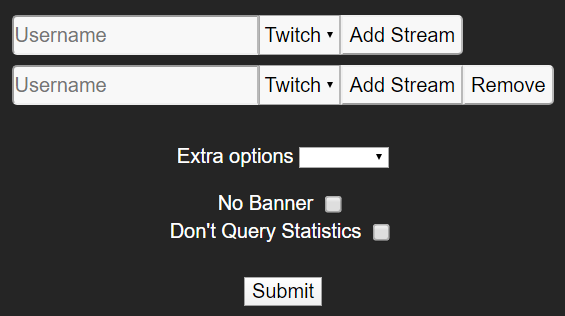 Username Twitch Add Stream
Username Twitch Add Stream Remove
Extra options
No Banner
Don't Query Statistics
Submit